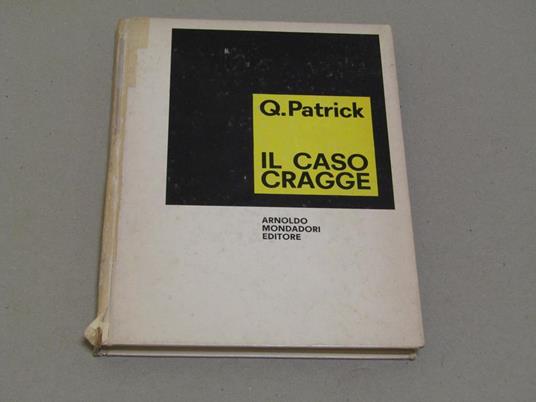 Q.Patrick
IL CASO
CRAGGE
ARNOLDO
MONDADORI
EDITORE